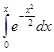 ∫₀ˣ e^(-x²/2) dx